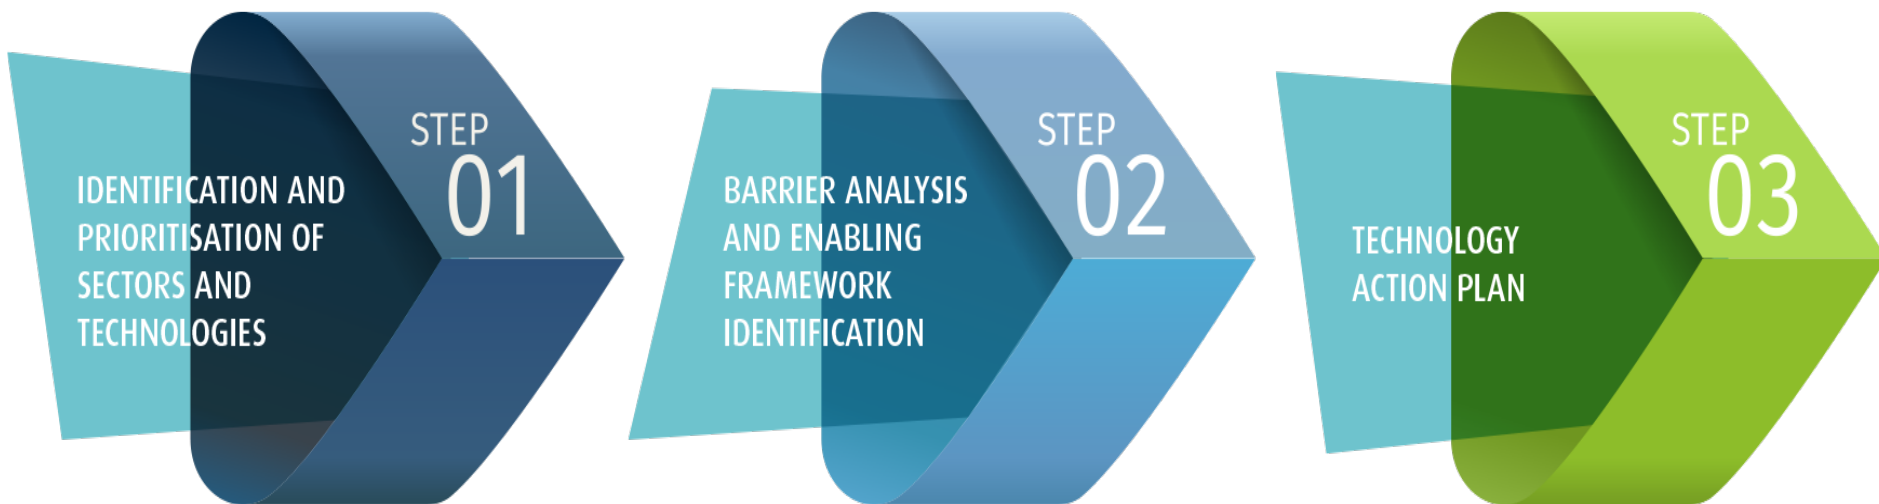 IDENTIFICATION AND
PRIORITISATION OF
SECTORS AND
TECHNOLOGIES
STEP
01
BARRIER ANALYSIS
AND ENABLING
FRAMEWORK
IDENTIFICATION
STEP
02
TECHNOLOGY
ACTION PLAN
STEP
03